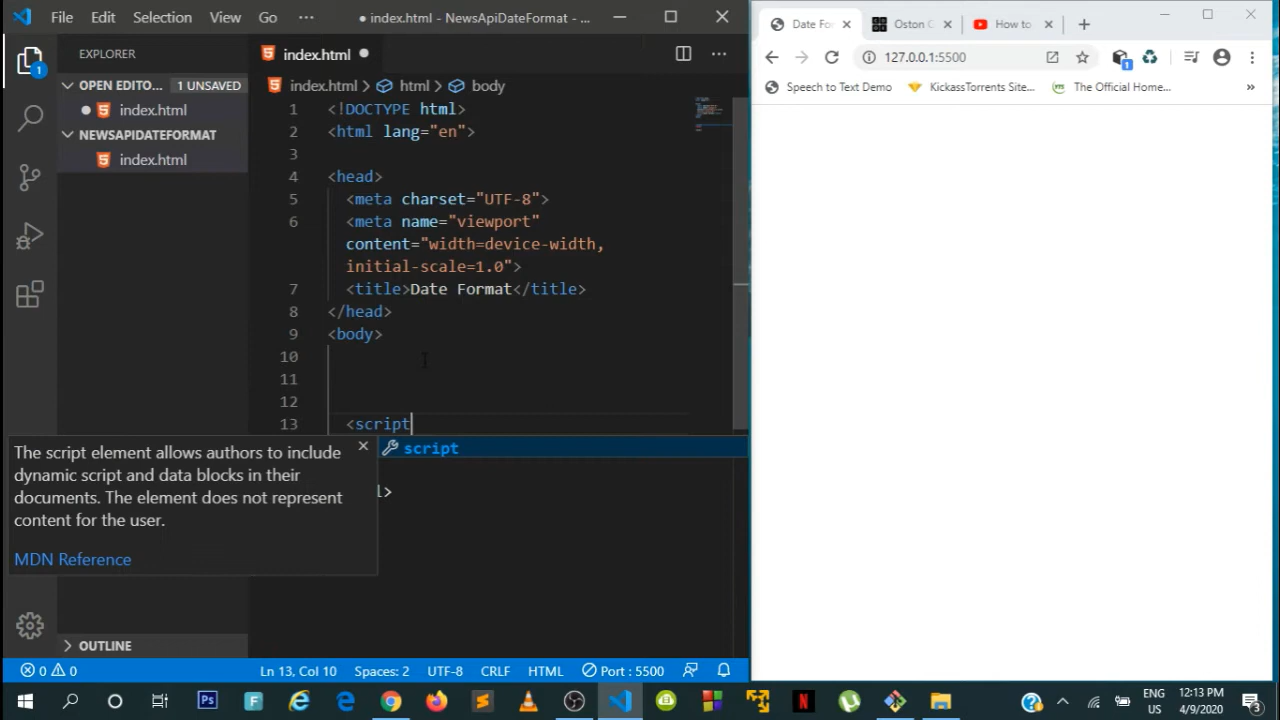 File Edit Selection View Go ··· ● index.html - NewsApiDateFormat - ...
EXPLORER
OPEN EDITO... 1 UNSAVED
● index.html
NEWSAPIDATEFORMAT
index.html
1
OUTLINE
index.html ●
index.html > html > body
1 <!DOCTYPE html>
2 <html lang="en">
3
4 <head>
5 <meta charset="UTF-8">
6 <meta name="viewport"
content="width=device-width,
initial-scale=1.0">
7 <title>Date Format</title>
8 </head>
9 <body>
10
11
12
13 <script
script
l>
The script element allows authors to include
dynamic script and data blocks in their
documents. The element does not represent
content for the user.
MDN Reference
0 0 Ln 13, Col 10 Spaces: 2 UTF-8 CRLF HTML Port : 5500
Date Fo
Oston C
How to
127.0.0.1:5500
1
Speech to Text Demo KickassTorrents Site... The Official Home... »
Ps F N
ENG
US
12:13 PM
4/9/2020
3